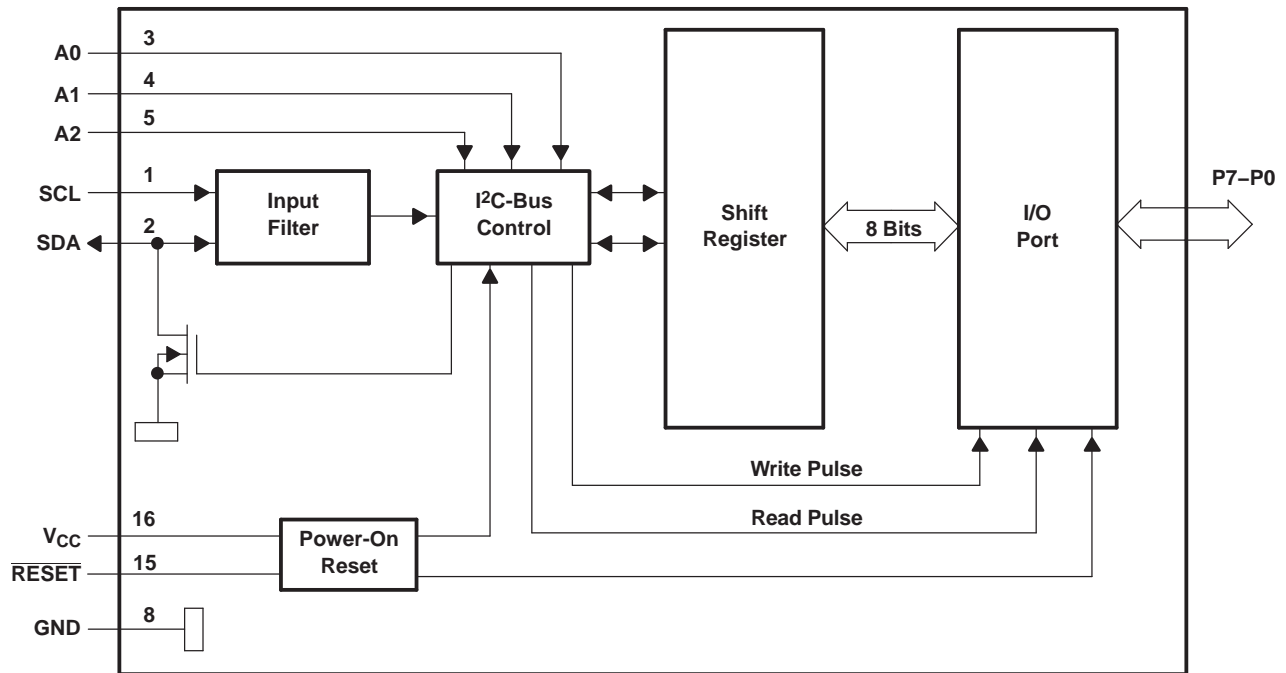 A0
3
A1
4
A2
5
SCL
1
SDA
2
Input
Filter
I²C-Bus
Control
Shift
Register
8 Bits
I/O
Port
P7–P0
Write Pulse
Read Pulse
VCC
16
RESET
15
Power-On
Reset
GND
8